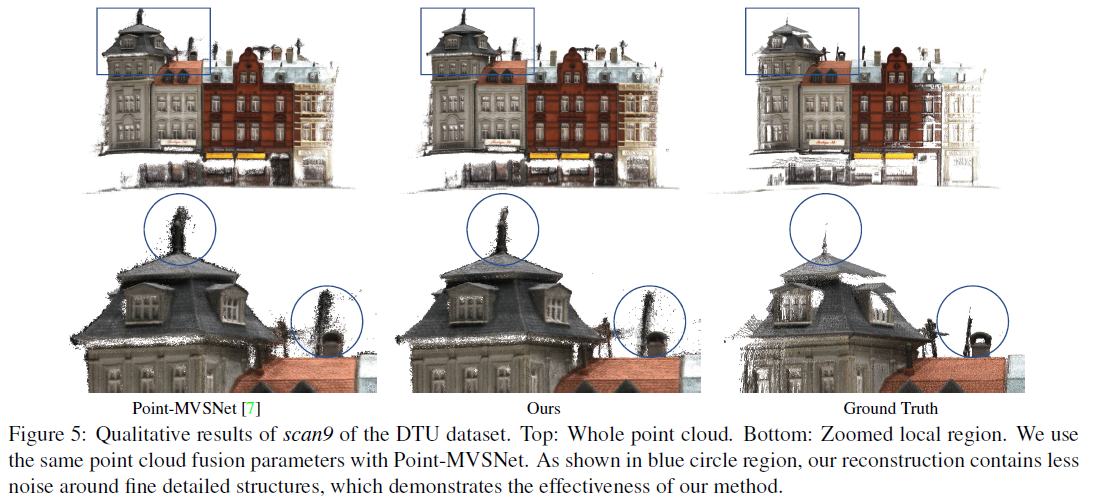 Point-MVSNet [7]
Ours
Ground Truth
Figure 5: Qualitative results of scan9 of the DTU dataset. Top: Whole point cloud. Bottom: Zoomed local region. We use
the same point cloud fusion parameters with Point-MVSNet. As shown in blue circle region, our reconstruction contains less
noise around fine detailed structures, which demonstrates the effectiveness of our method.